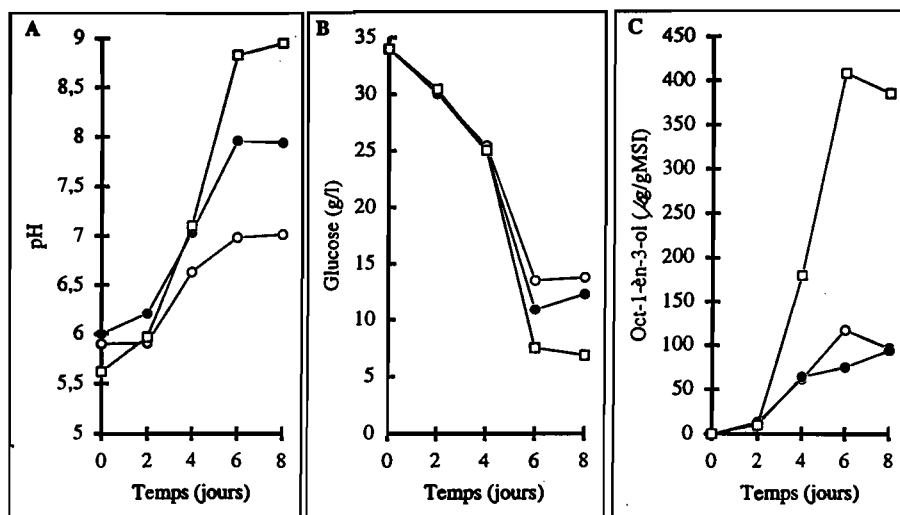 A
9
8,5
8
7,5
7
6,5
6
5,5
5
pH
0 2 4 6 8
Temps (jours)
B
35
30
25
20
15
10
5
0
Glucose (g/l)
0 2 4 6 8
Temps (jours)
C
450
400
350
300
250
200
150
100
50
0
Oct-1-èn-3-ol (µg/gMSI)
0 2 4 6 8
Temps (jours)